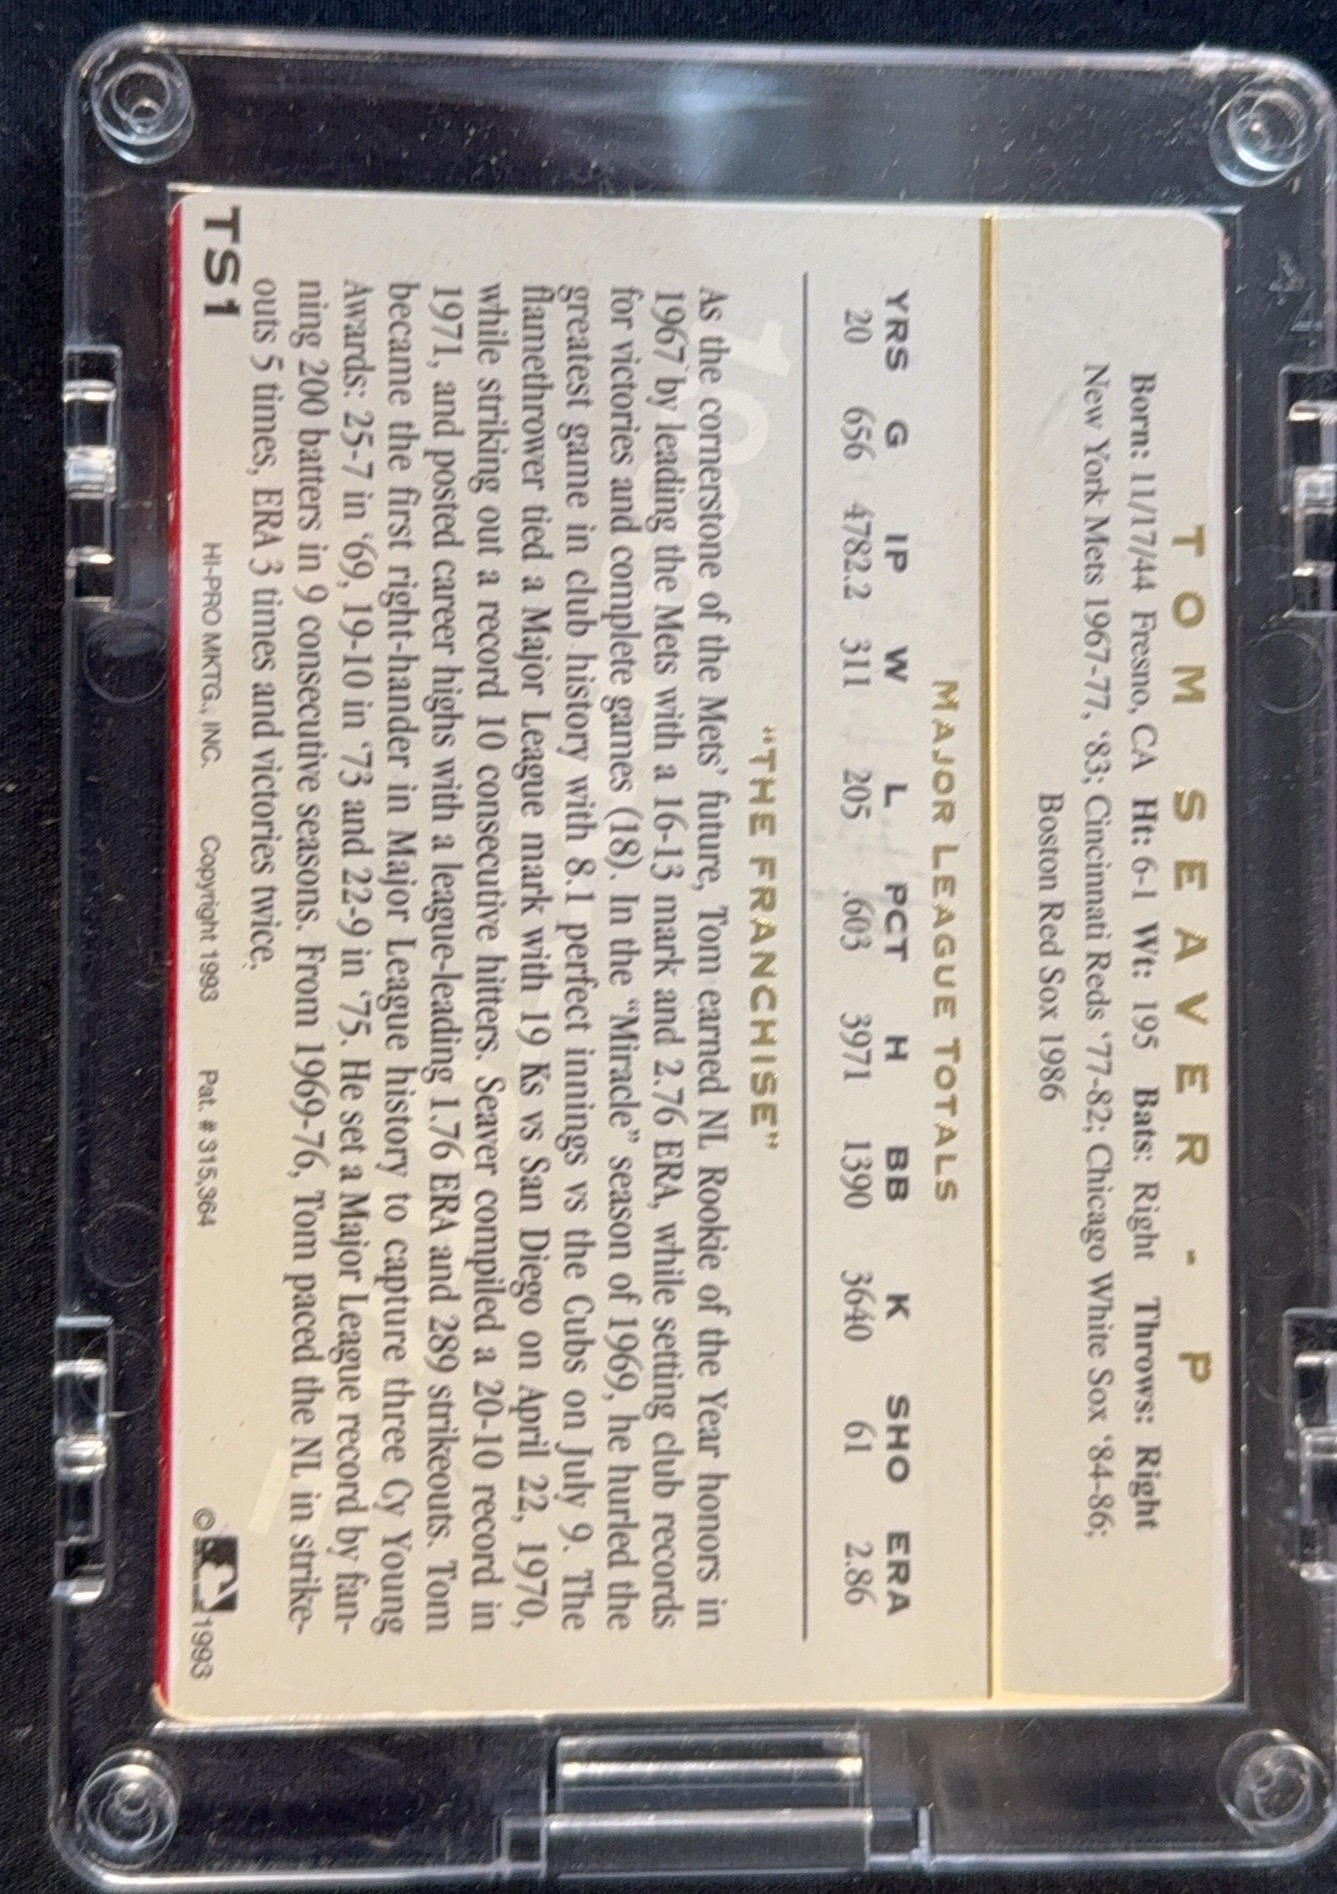 TOM SEAVER - P
Born: 11/17/44 Fresno, CA Ht: 6-1 Wt: 195 Bats: Right Throws: Right
New York Mets 1967-77, '83; Cincinnati Reds '77-82; Chicago White Sox '84-86;
Boston Red Sox 1986
MAJOR LEAGUE TOTALS
YRS G IP W L PCT H BB K SHO ERA
20 656 4782.2 311 205 .603 3971 1390 3640 61 2.86
"THE FRANCHISE"
As the cornerstone of the Mets' future, Tom earned NL Rookie of the Year honors in
1967 by leading the Mets with a 16-13 mark and 2.76 ERA, while setting club records
for victories and complete games (18). In the "Miracle" season of 1969, he hurled the
greatest game in club history with 8.1 perfect innings vs the Cubs on July 9. The
flamethrower tied a Major League mark with 19 Ks vs San Diego on April 22, 1970,
while striking out a record 10 consecutive hitters. Seaver compiled a 20-10 record in
1971, and posted career highs with a league-leading 1.76 ERA and 289 strikeouts. Tom
became the first right-hander in Major League history to capture three Cy Young
Awards: 25-7 in '69, 19-10 in '73 and 22-9 in '75. He set a Major League record by fan-
ning 200 batters in 9 consecutive seasons. From 1969-76, Tom paced the NL in strike-
outs 5 times, ERA 3 times and victories twice.
TS1 HI-PRO MKTG., INC. Copyright 1993 Pat. # 315,364 © 1993